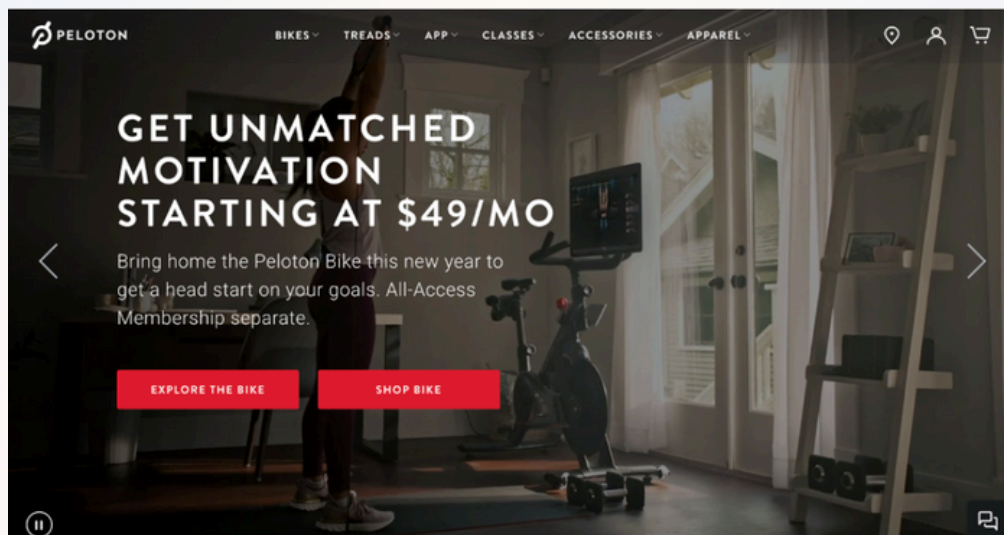 PELOTON
BIKES
TREADS
APP
CLASSES
ACCESSORIES
APPAREL
GET UNMATCHED
MOTIVATION
STARTING AT $49/MO
Bring home the Peloton Bike this new year to
get a head start on your goals. All-Access
Membership separate.
EXPLORE THE BIKE
SHOP BIKE